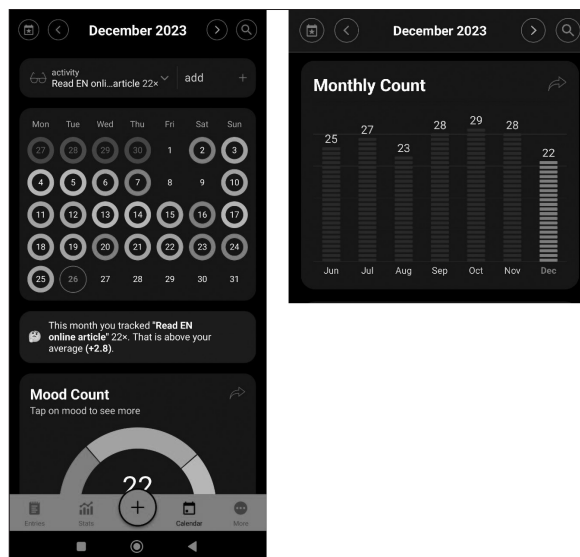 December 2023
activity
Read EN onli...article 22× add +
Mon Tue Wed Thu Fri Sat Sun
27 28 29 30 1 2 3
4 5 6 7 8 9 10
11 12 13 14 15 16 17
18 19 20 21 22 23 24
25 26 27 28 29 30 31
This month you tracked "Read EN
online article" 22×. That is above your
average (+2.8).
Mood Count
Tap on mood to see more
22
Entries Stats + Calendar More
December 2023
Monthly Count
25 27 23 28 29 28 22
Jun Jul Aug Sep Oct Nov Dec